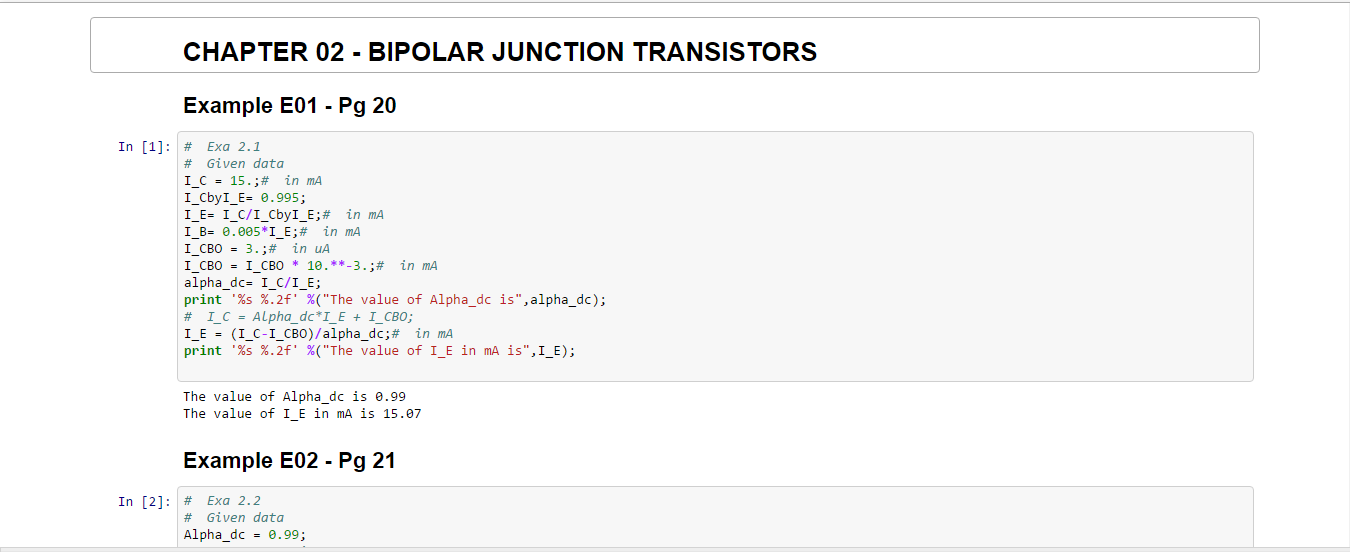 CHAPTER 02 - BIPOLAR JUNCTION TRANSISTORS
Example E01 - Pg 20
In [1]: #  Exa 2.1
#  Given data
I_C = 15.;#  in mA
I_CbyI_E= 0.995;
I_E= I_C/I_CbyI_E;#  in mA
I_B= 0.005*I_E;#  in mA
I_CBO = 3.;#  in uA
I_CBO = I_CBO * 10.**-3.;#  in mA
alpha_dc= I_C/I_E;
print '%s %.2f' %("The value of Alpha_dc is",alpha_dc);
#  I_C = Alpha_dc*I_E + I_CBO;
I_E = (I_C-I_CBO)/alpha_dc;#  in mA
print '%s %.2f' %("The value of I_E in mA is",I_E);
The value of Alpha_dc is 0.99
The value of I_E in mA is 15.07
Example E02 - Pg 21
In [2]: #  Exa 2.2
#  Given data
Alpha_dc = 0.99;